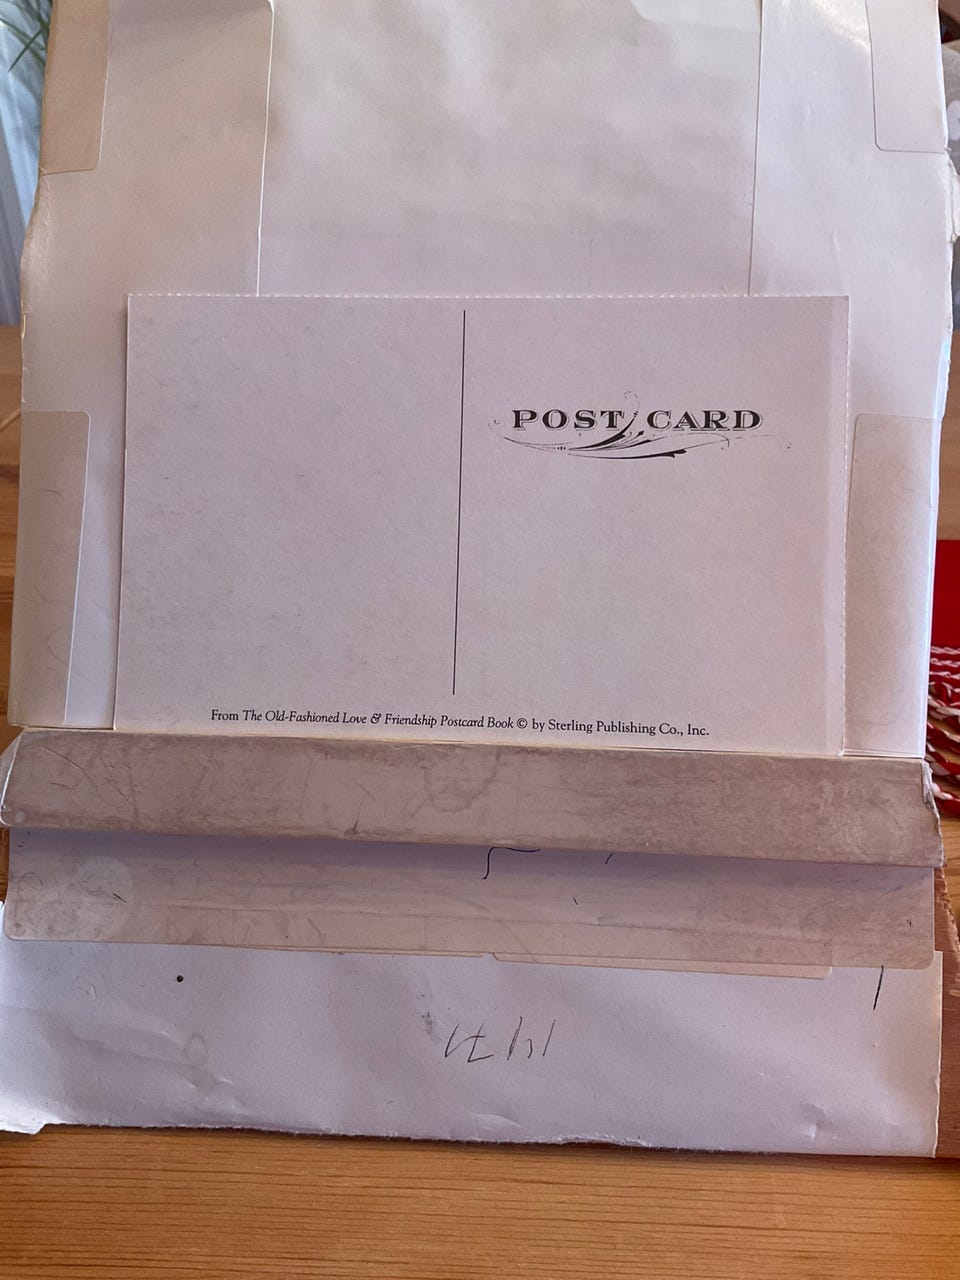 POST CARD
From The Old-Fashioned Love & Friendship Postcard Book © by Sterling Publishing Co., Inc.